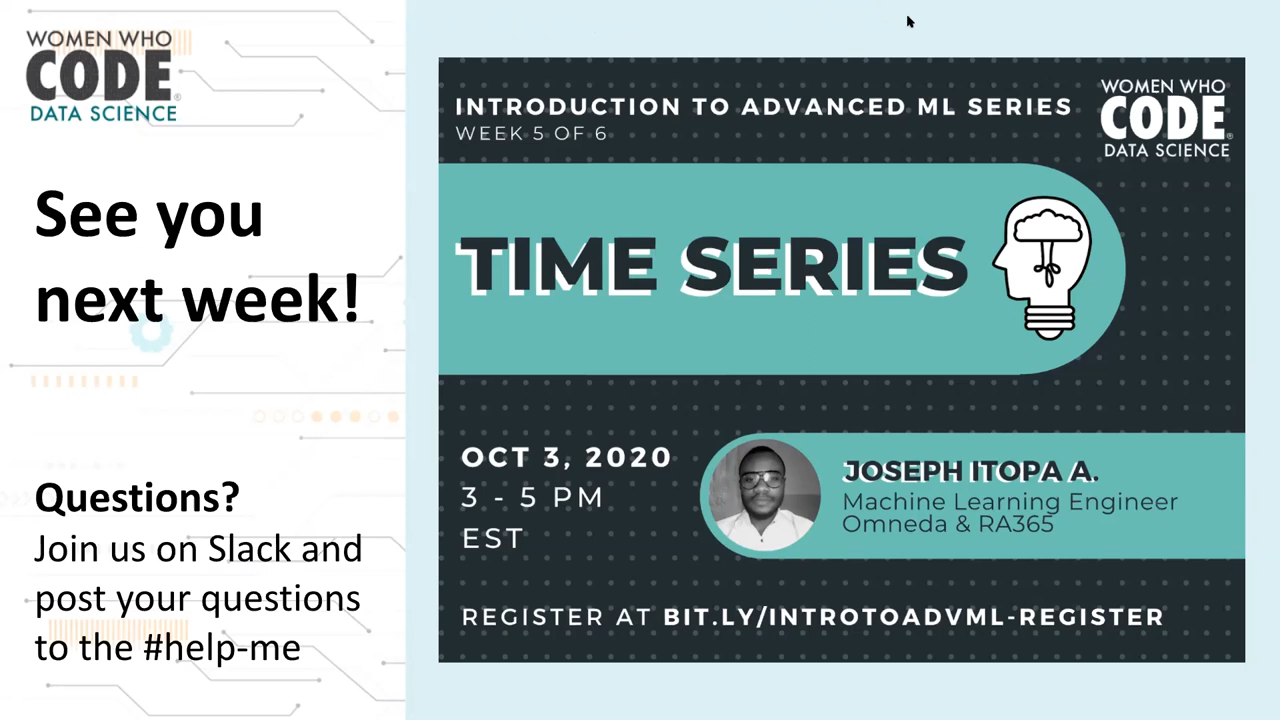 WOMEN WHO
CODE®
DATA SCIENCE
See you
next week!
Questions?
Join us on Slack and
post your questions
to the #help-me
INTRODUCTION TO ADVANCED ML SERIES
WEEK 5 OF 6
WOMEN WHO
CODE®
DATA SCIENCE
TIME SERIES
OCT 3, 2020
3 - 5 PM
EST
JOSEPH ITOPA A.
Machine Learning Engineer
Omneda & RA365
REGISTER AT BIT.LY/INTROTOADVML-REGISTER